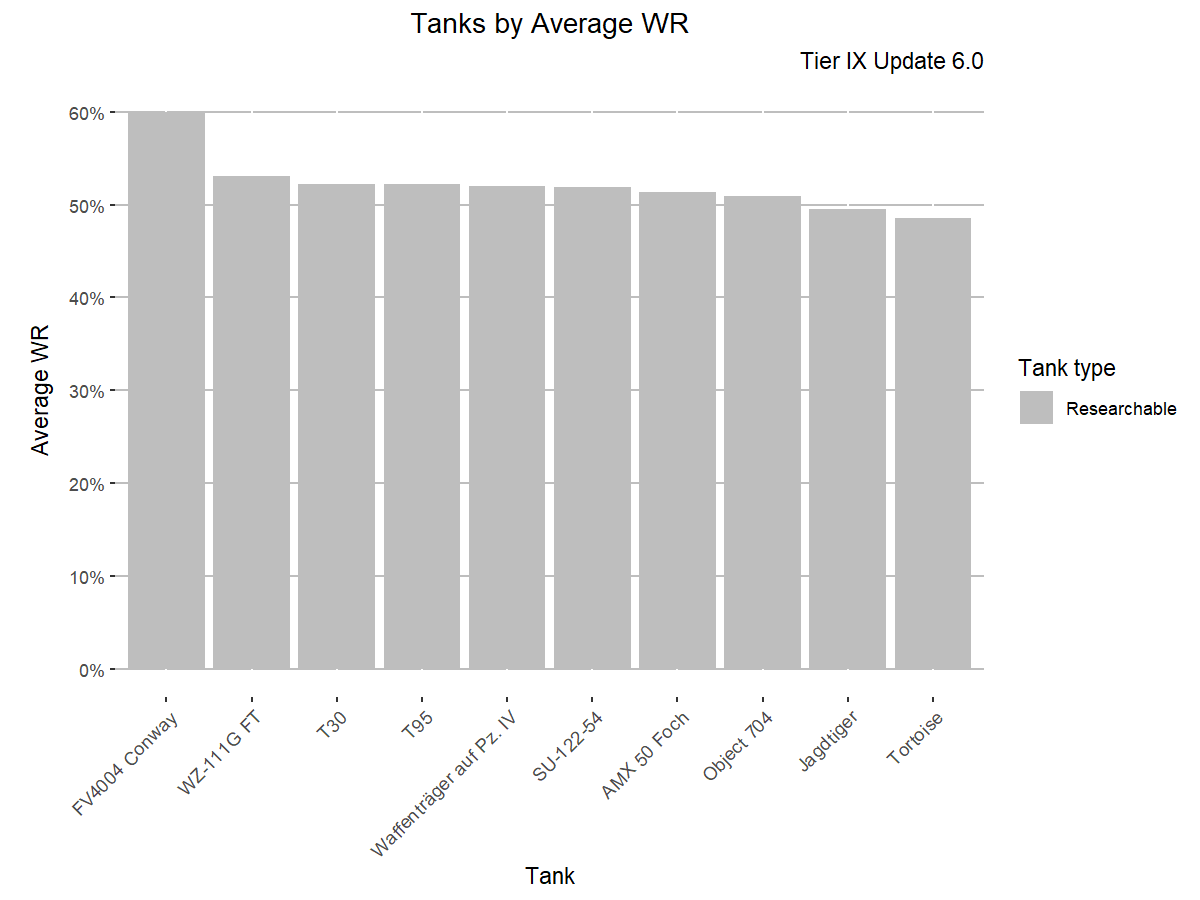 Tanks by Average WR
Tier IX Update 6.0
60%
50%
40%
30%
20%
10%
0%
Average WR
FV4004 Conway
WZ-111G FT
T30
T95
Waffenträger auf Pz. IV
SU-122-54
AMX 50 Foch
Object 704
Jagdtiger
Tortoise
Tank
Tank type
Researchable